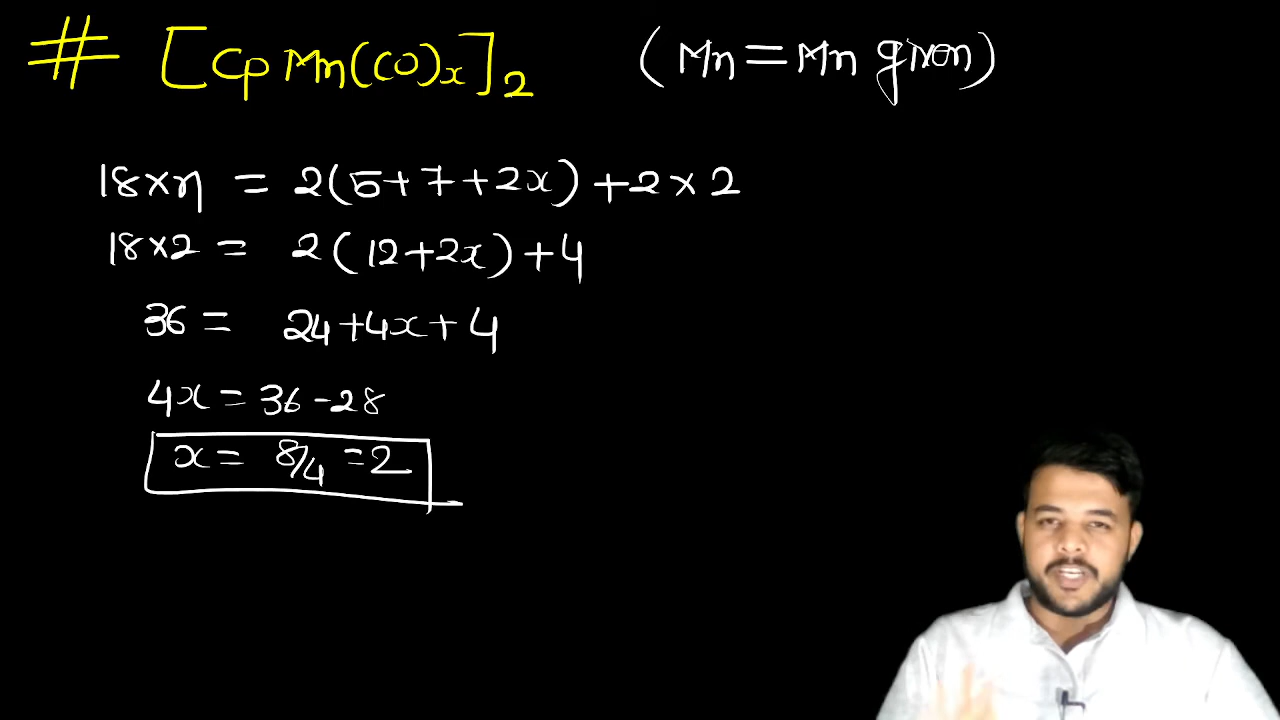 # [Cp Mn(CO)x]2 (Mn=Mn given)
18×η = 2(5+7+2x)+2×2
18×2 = 2(12+2x)+4
36 = 24+4x+4
4x = 36-28
x = 8/4 = 2